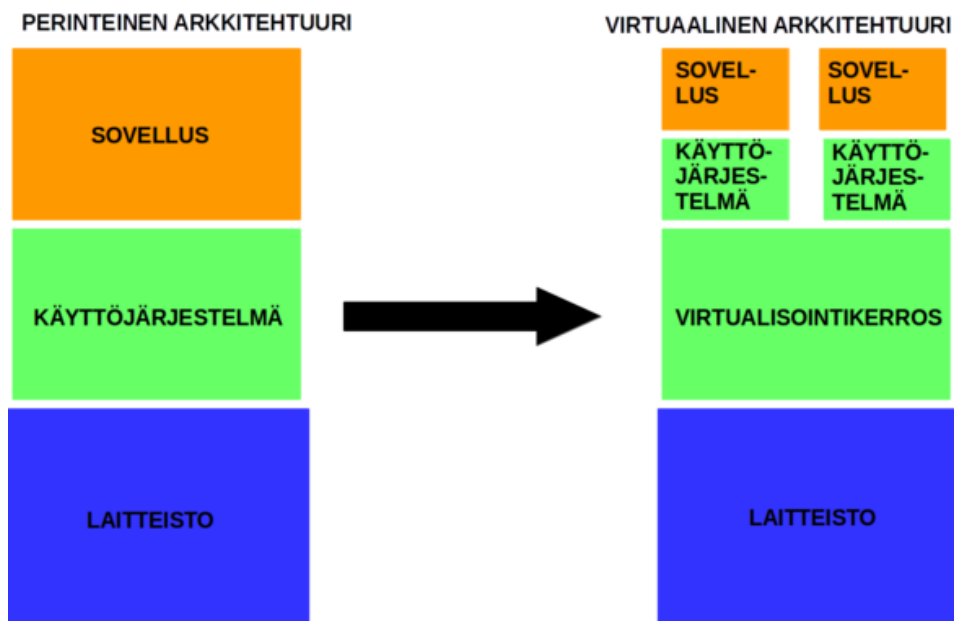 PERINTEINEN ARKKITEHTUURI
SOVELLUS
KÄYTTÖJÄRJESTELMÄ
LAITTEISTO
VIRTUAALINEN ARKKITEHTUURI
SOVEL-
LUS
SOVEL-
LUS
KÄYTTÖ-
JÄRJES-
TELMÄ
KÄYTTÖ-
JÄRJES-
TELMÄ
VIRTUALISOINTIKERROS
LAITTEISTO